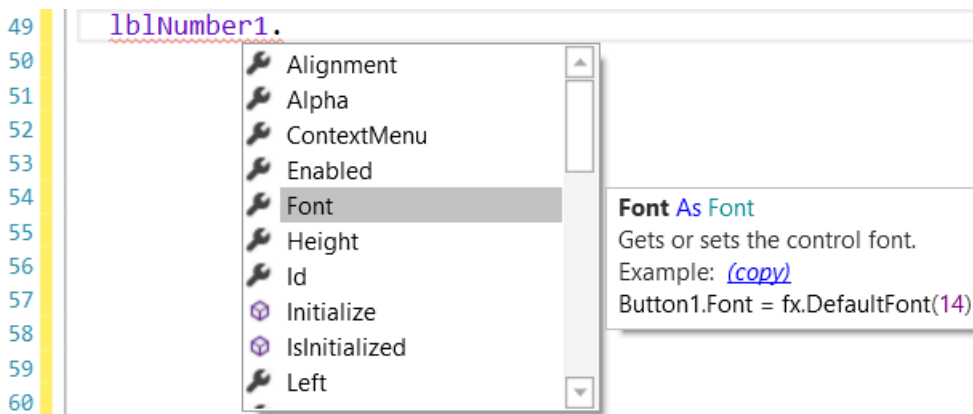 49 lblNumber1.
50
51
52
53
54
55
56
57
58
59
60
Alignment
Alpha
ContextMenu
Enabled
Font
Height
Id
Initialize
IsInitialized
Left
Font As Font
Gets or sets the control font.
Example: (copy)
Button1.Font = fx.DefaultFont(14)